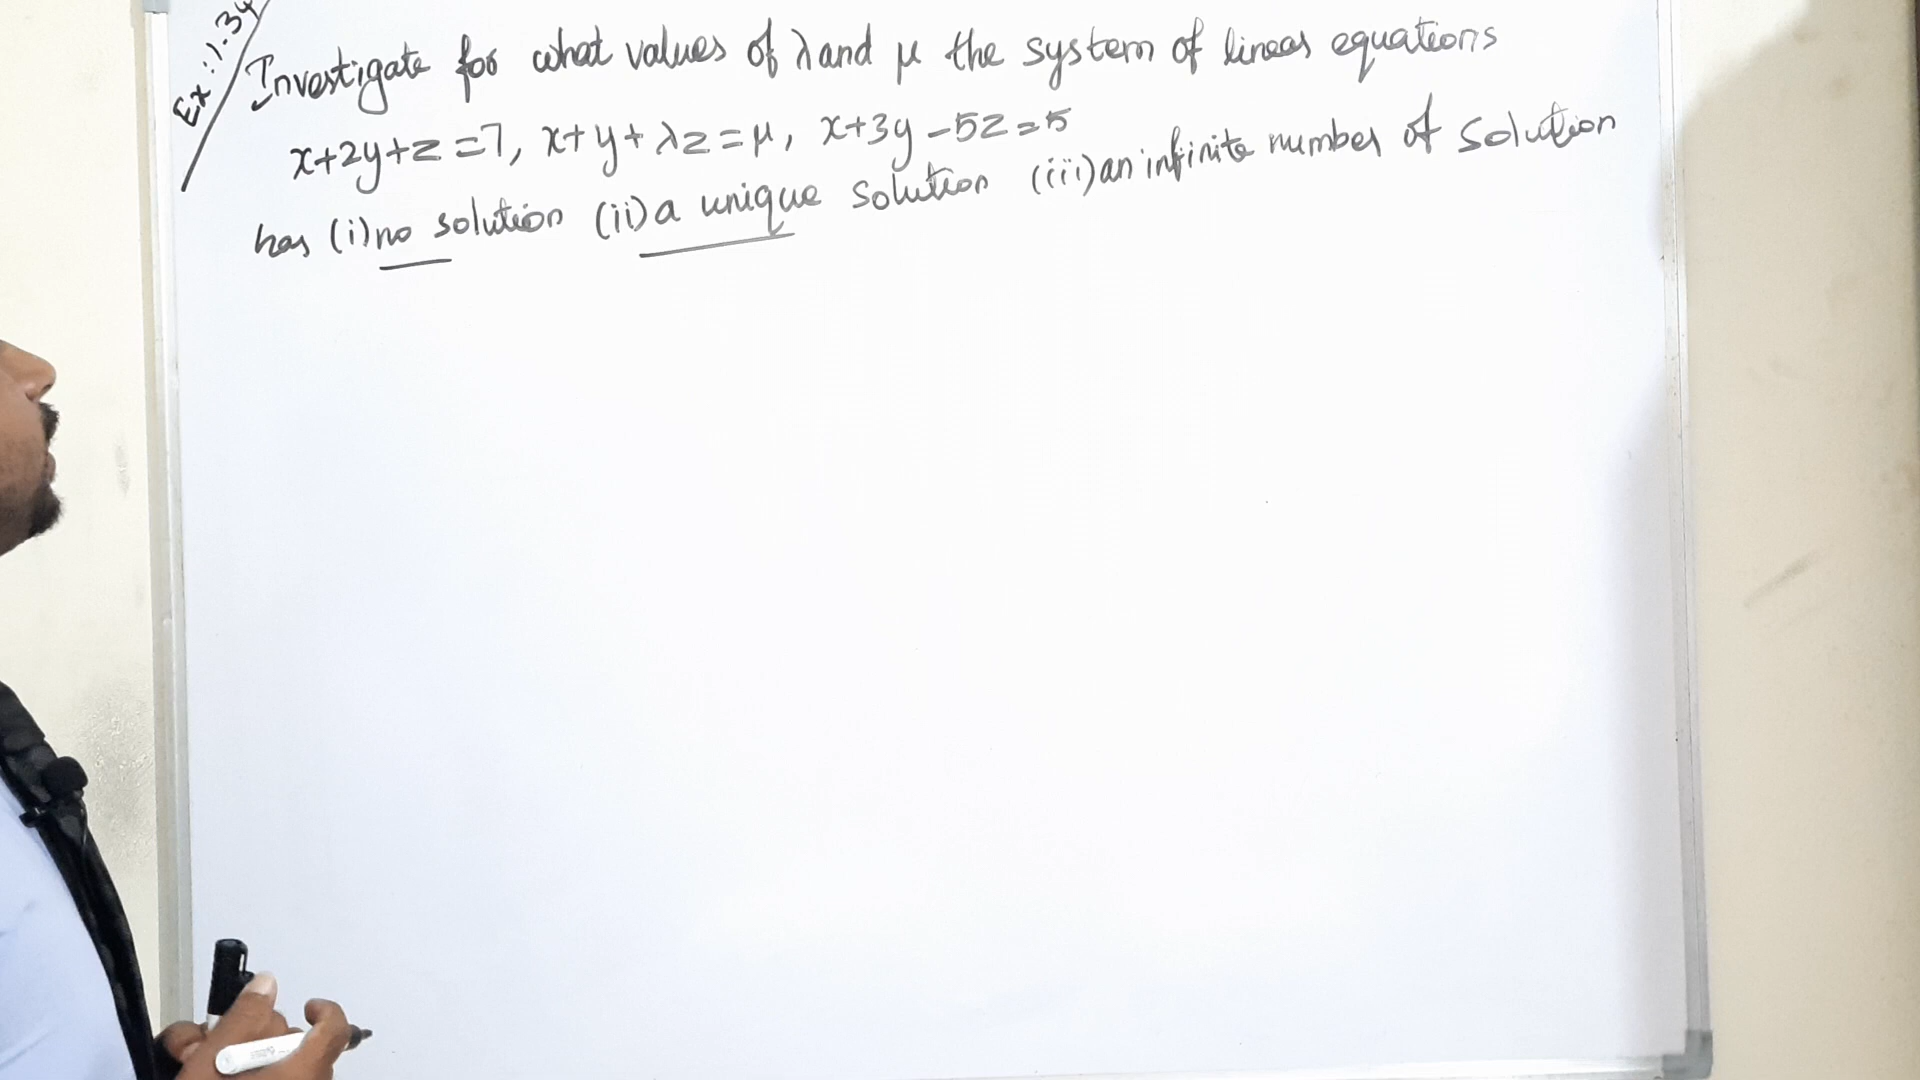 Ex:1.34
Investigate for what values of λ and μ the system of linear equations
x+2y+z=7, x+y+λz=μ, x+3y-5z=5
has (i) no solution (ii) a unique solution (iii) an infinite number of solution